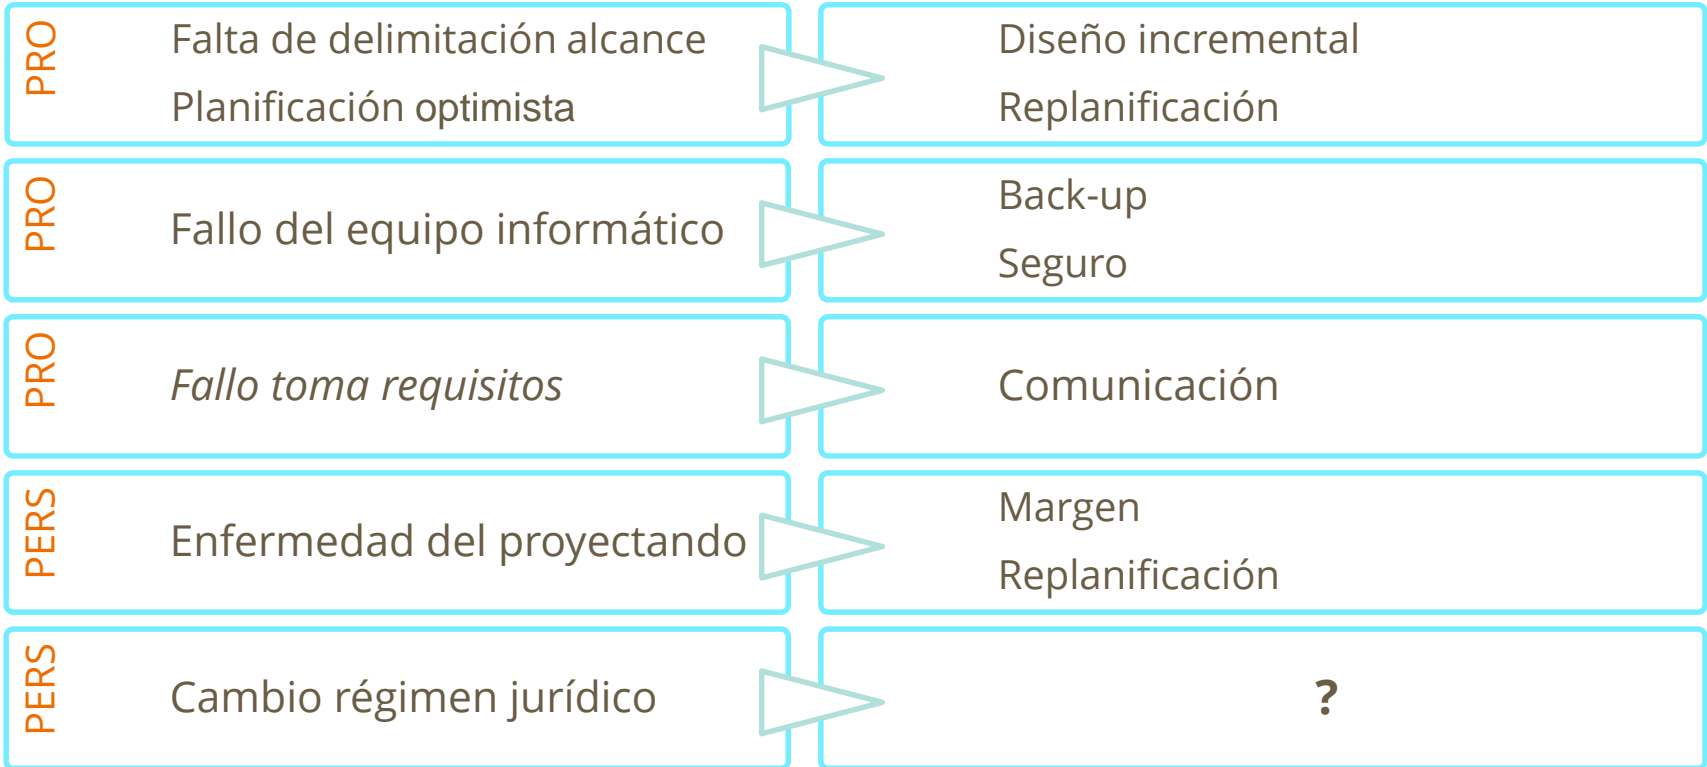 PRO
Falta de delimitación alcance
Planificación optimista
Diseño incremental
Replanificación
PRO
Fallo del equipo informático
Back-up
Seguro
PRO
Fallo toma requisitos
Comunicación
PERS
Enfermedad del proyectando
Margen
Replanificación
PERS
Cambio régimen jurídico
?